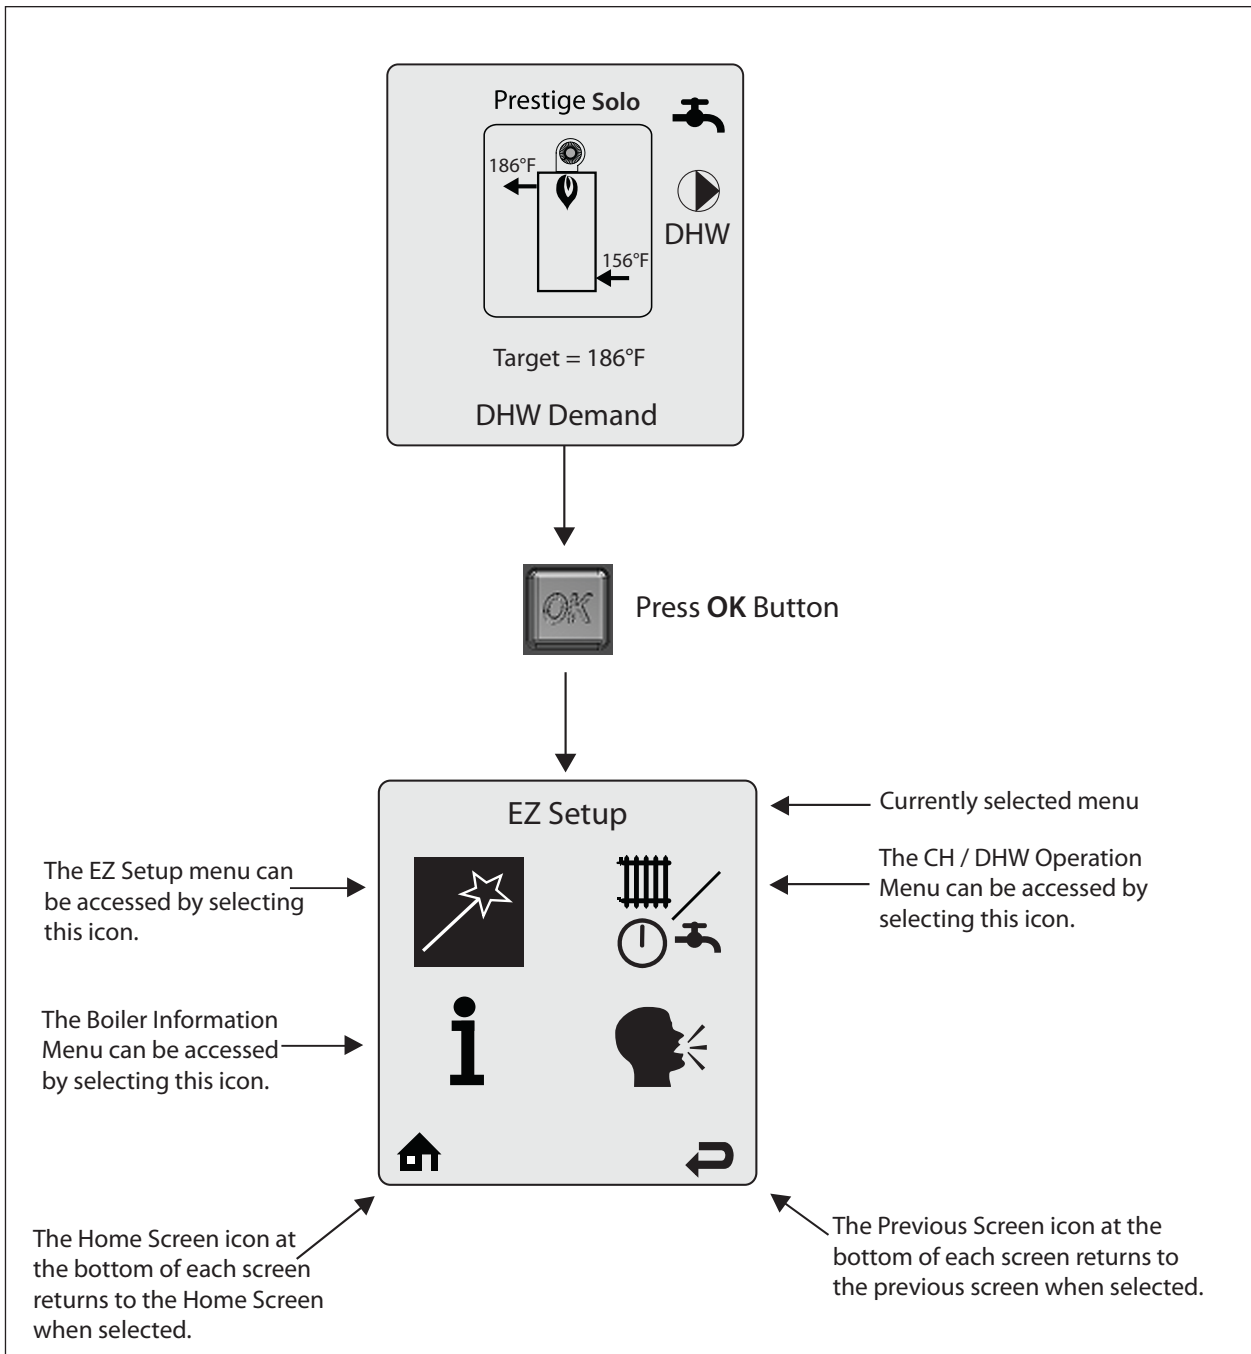 Prestige Solo
186°F
156°F
DHW
Target = 186°F
DHW Demand
OK
Press OK Button
EZ Setup
Currently selected menu
The EZ Setup menu can
be accessed by selecting
this icon.
The CH / DHW Operation
Menu can be accessed by
selecting this icon.
The Boiler Information
Menu can be accessed
by selecting this icon.
The Home Screen icon at
the bottom of each screen
returns to the Home Screen
when selected.
The Previous Screen icon at the
bottom of each screen returns to
the previous screen when selected.